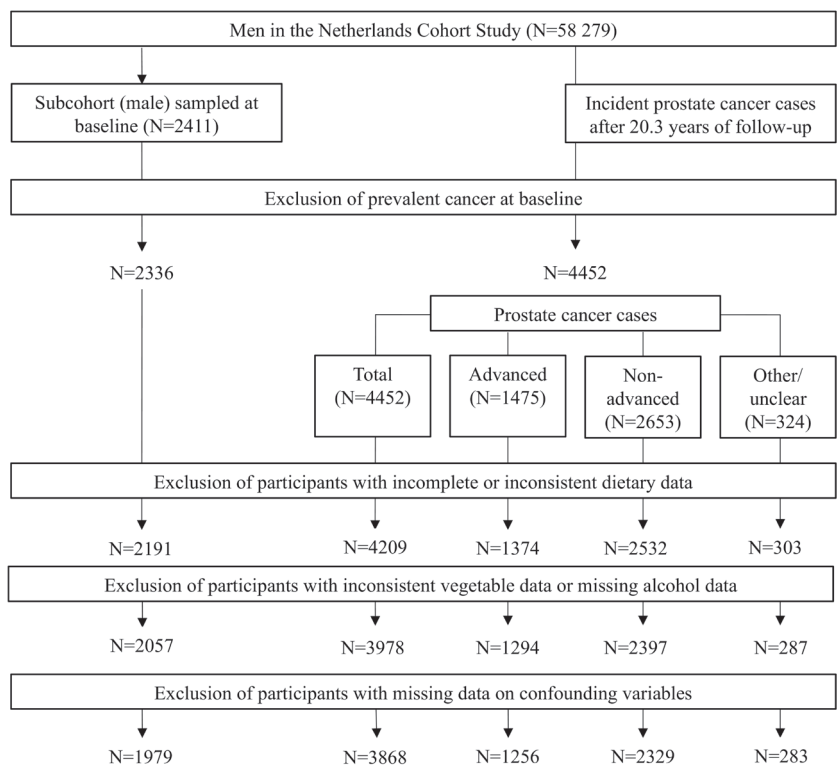 Men in the Netherlands Cohort Study (N=58 279)
Subcohort (male) sampled at
baseline (N=2411)
Incident prostate cancer cases
after 20.3 years of follow-up
Exclusion of prevalent cancer at baseline
N=2336
N=4452
Prostate cancer cases
Total
(N=4452)
Advanced
(N=1475)
Non-
advanced
(N=2653)
Other/
unclear
(N=324)
Exclusion of participants with incomplete or inconsistent dietary data
N=2191
N=4209
N=1374
N=2532
N=303
Exclusion of participants with inconsistent vegetable data or missing alcohol data
N=2057
N=3978
N=1294
N=2397
N=287
Exclusion of participants with missing data on confounding variables
N=1979
N=3868
N=1256
N=2329
N=283